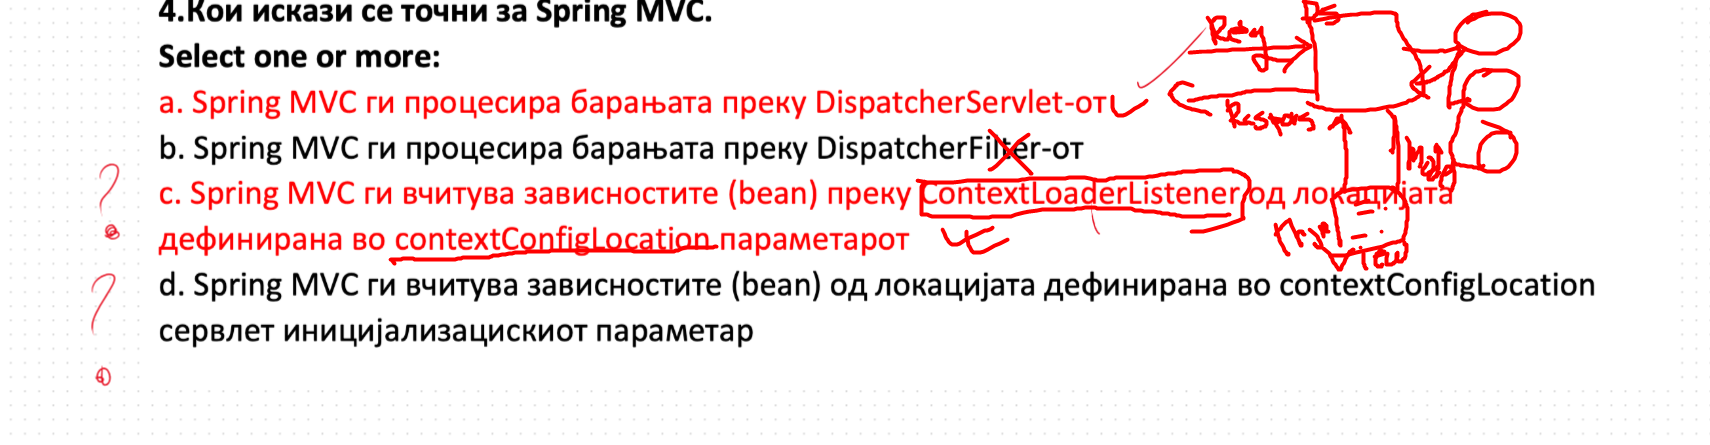 4.Кои искази се точни за Spring MVC.
Select one or more:
a. Spring MVC ги процесира барањата преку DispatcherServlet-от
b. Spring MVC ги процесира барањата преку DispatcherFilter-от
c. Spring MVC ги вчитува зависностите (bean) преку ContextLoaderListener од локацијата
дефинирана во contextConfigLocation параметарот
d. Spring MVC ги вчитува зависностите (bean) од локацијата дефинирана во contextConfigLocation
сервлет иницијализацискиот параметар
DS
Respons
View